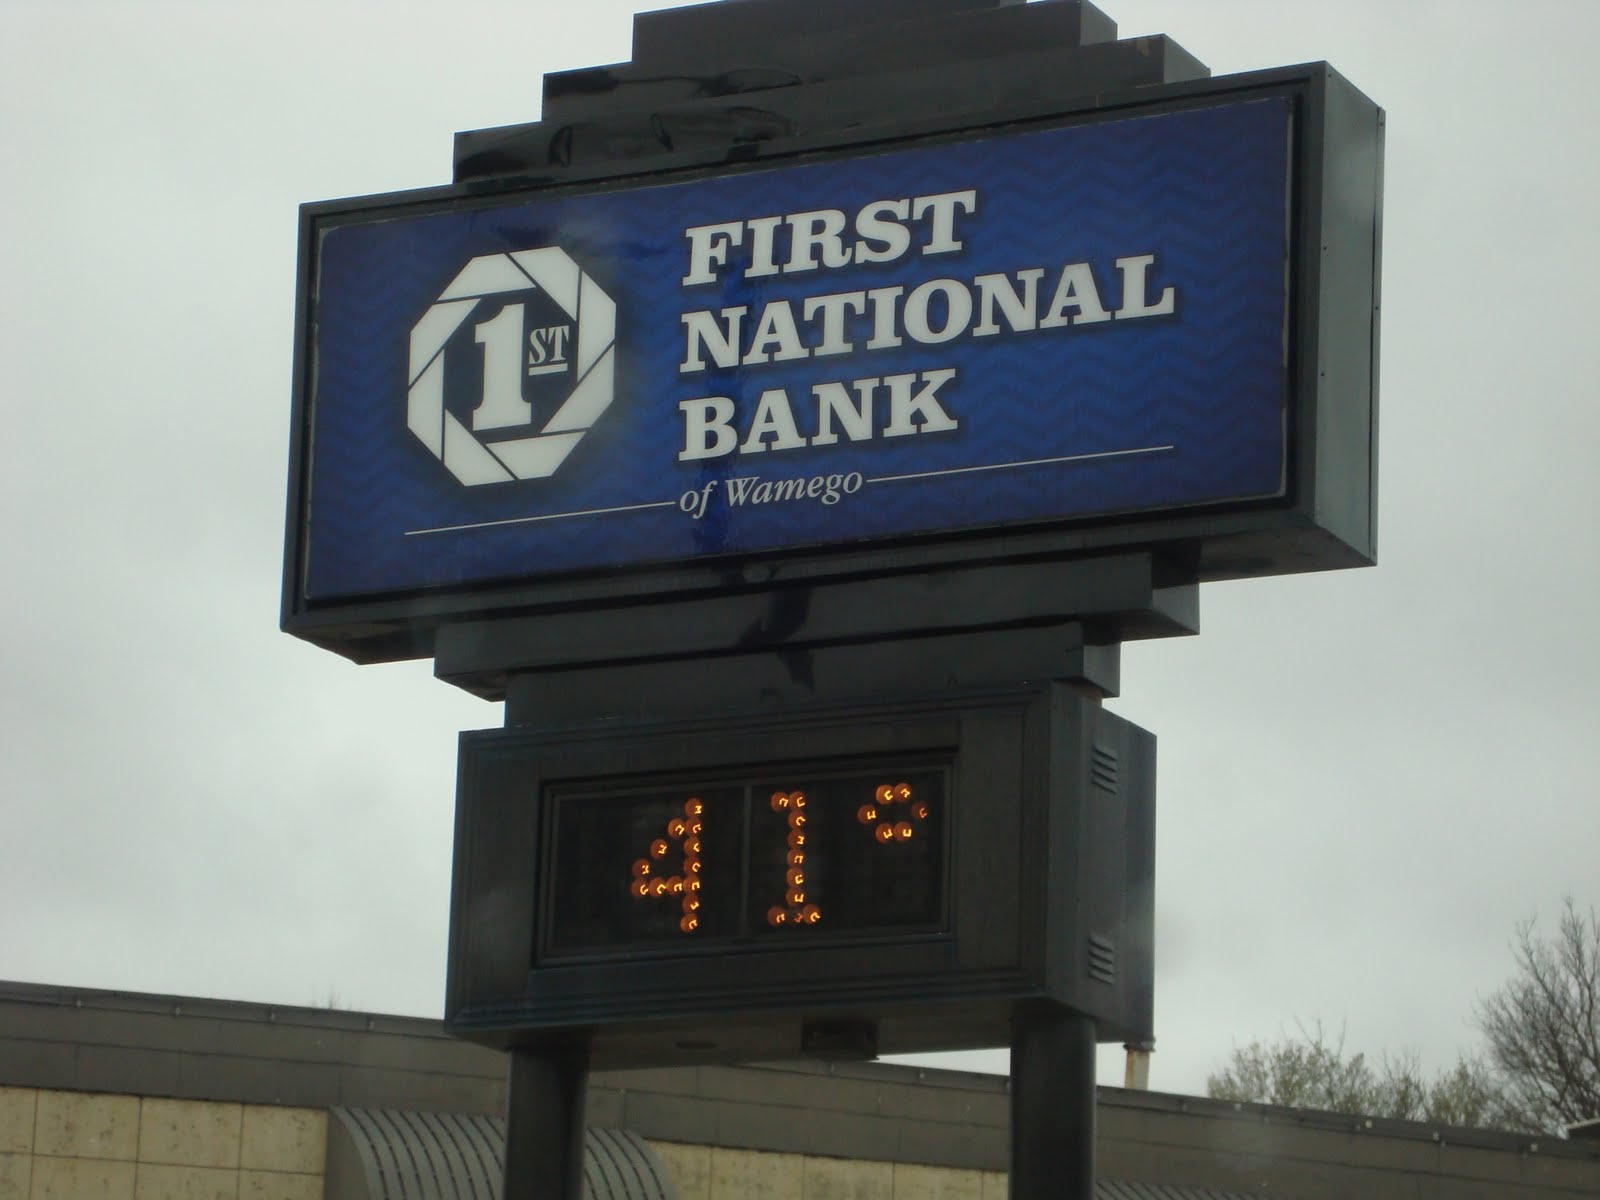 1ST
FIRST
NATIONAL
BANK
of Wamego
41°